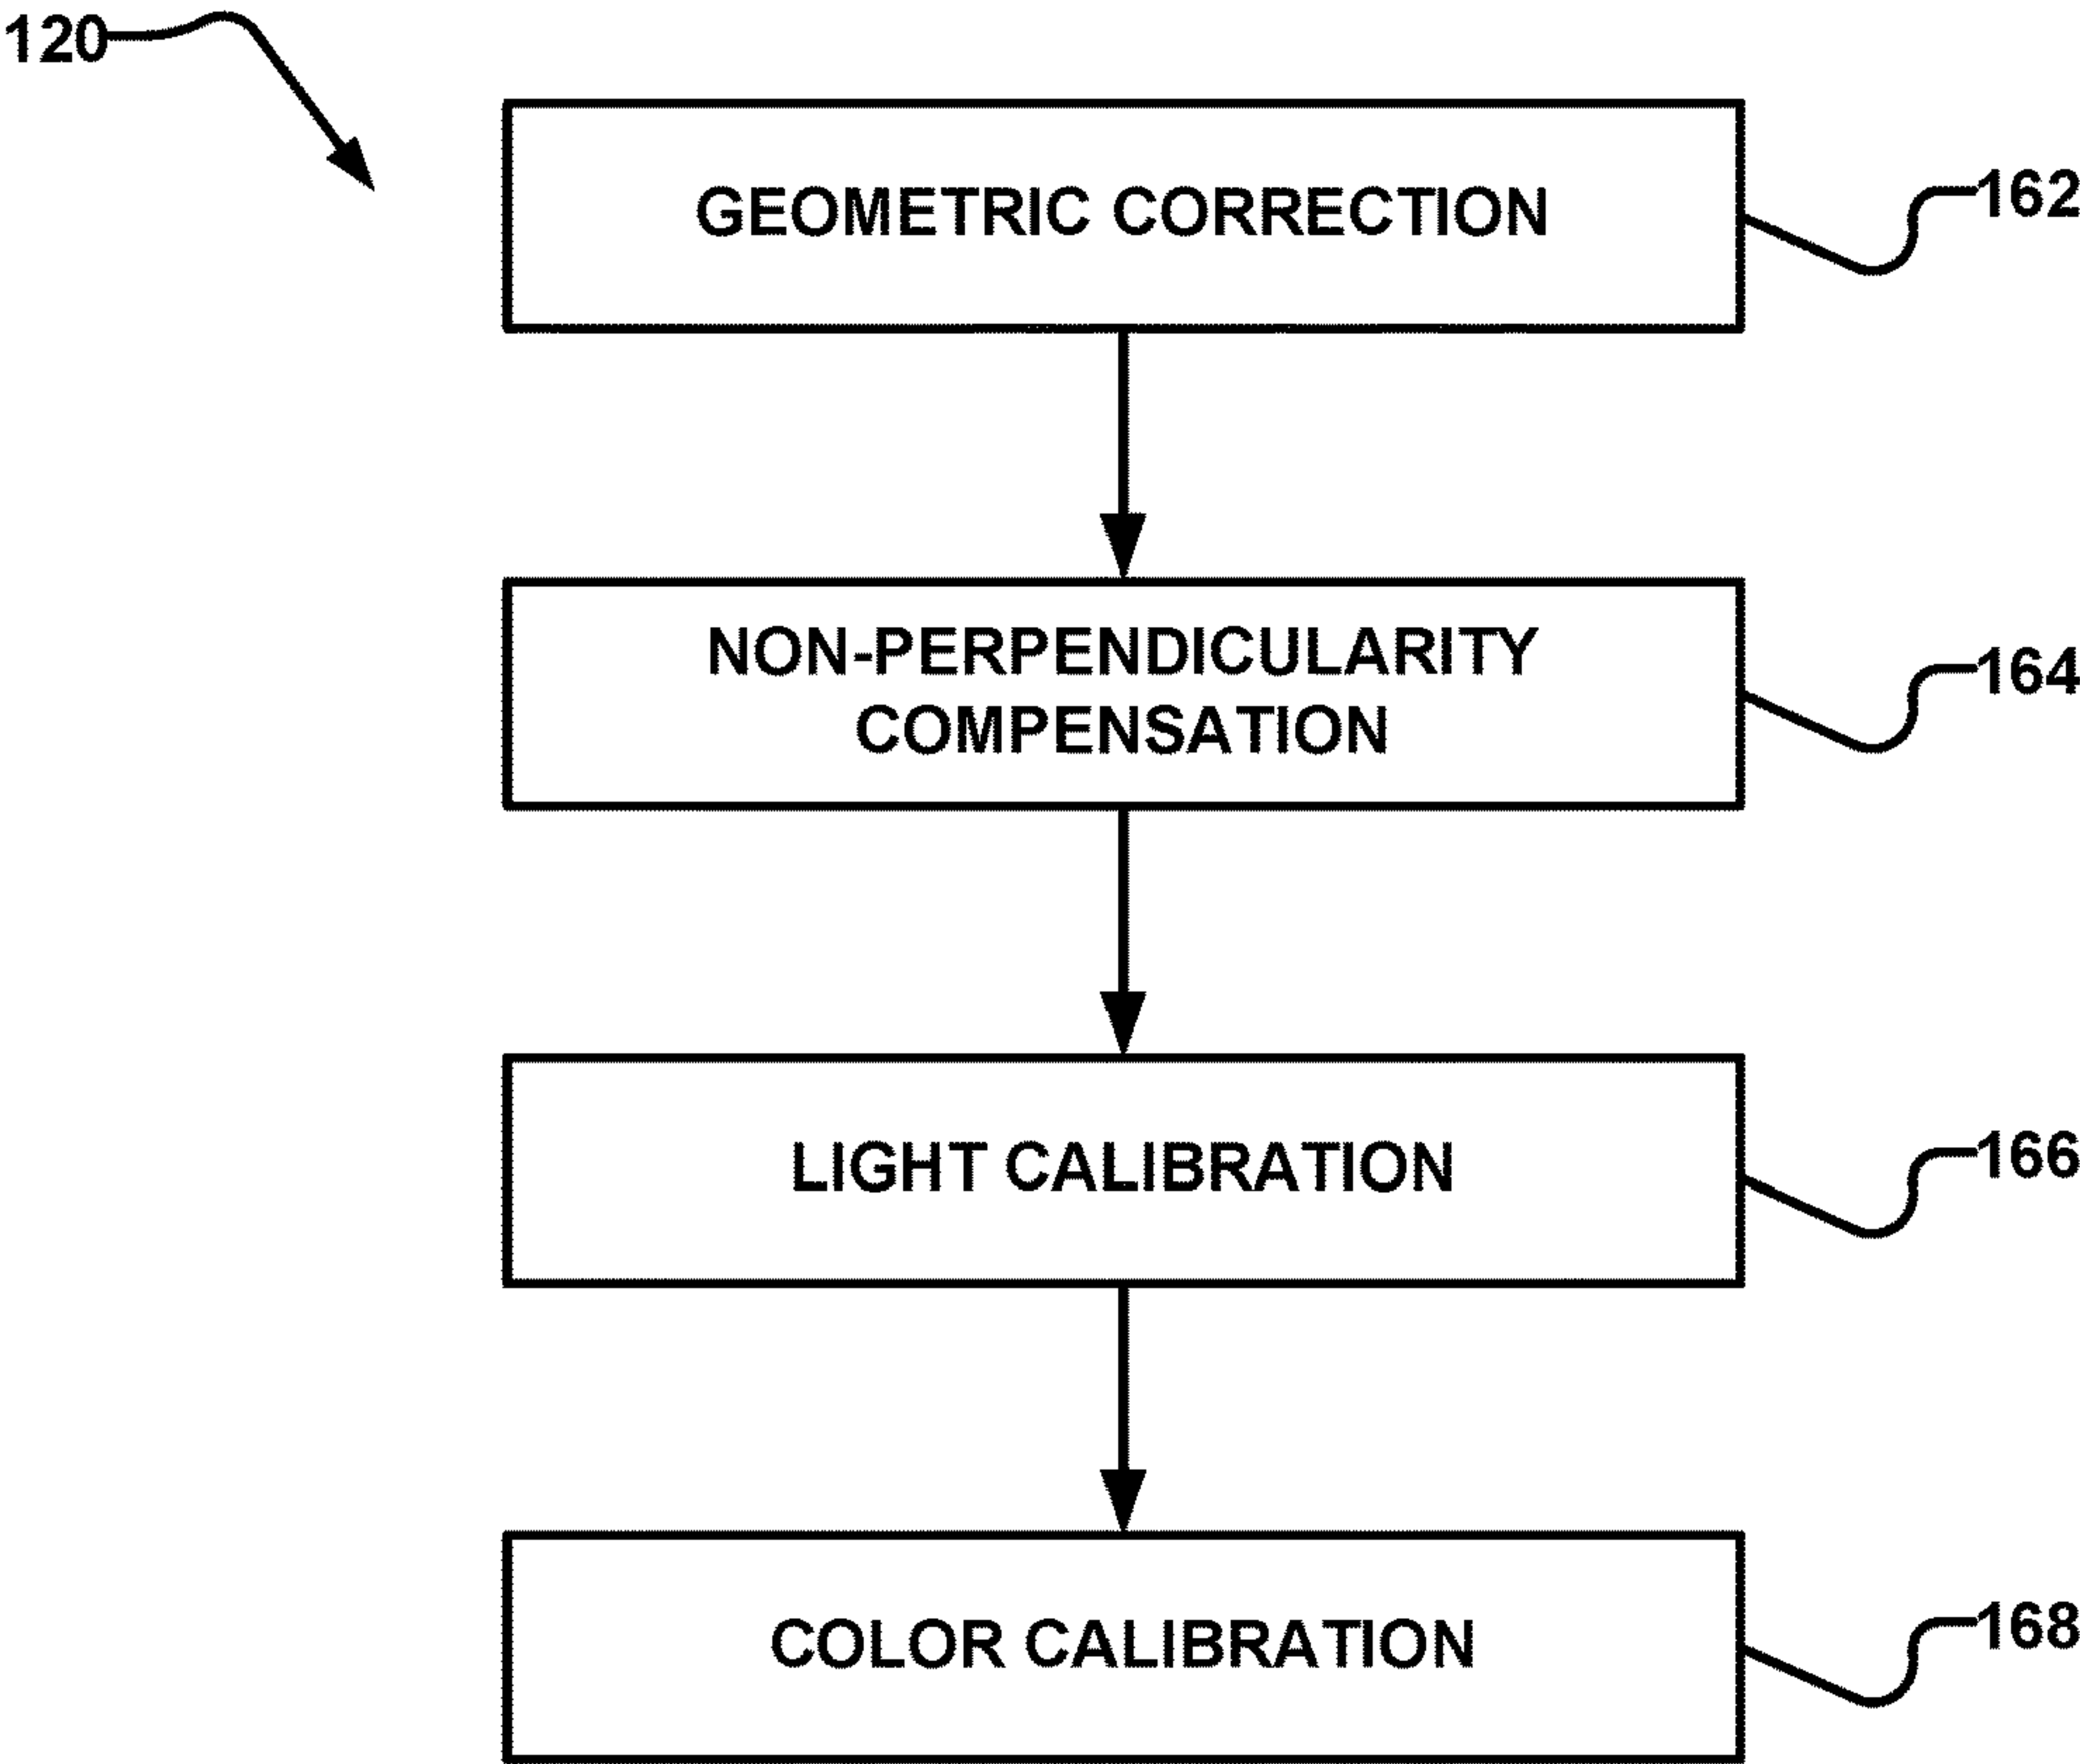 120
GEOMETRIC CORRECTION
162
NON-PERPENDICULARITY
COMPENSATION
164
LIGHT CALIBRATION
166
COLOR CALIBRATION
168